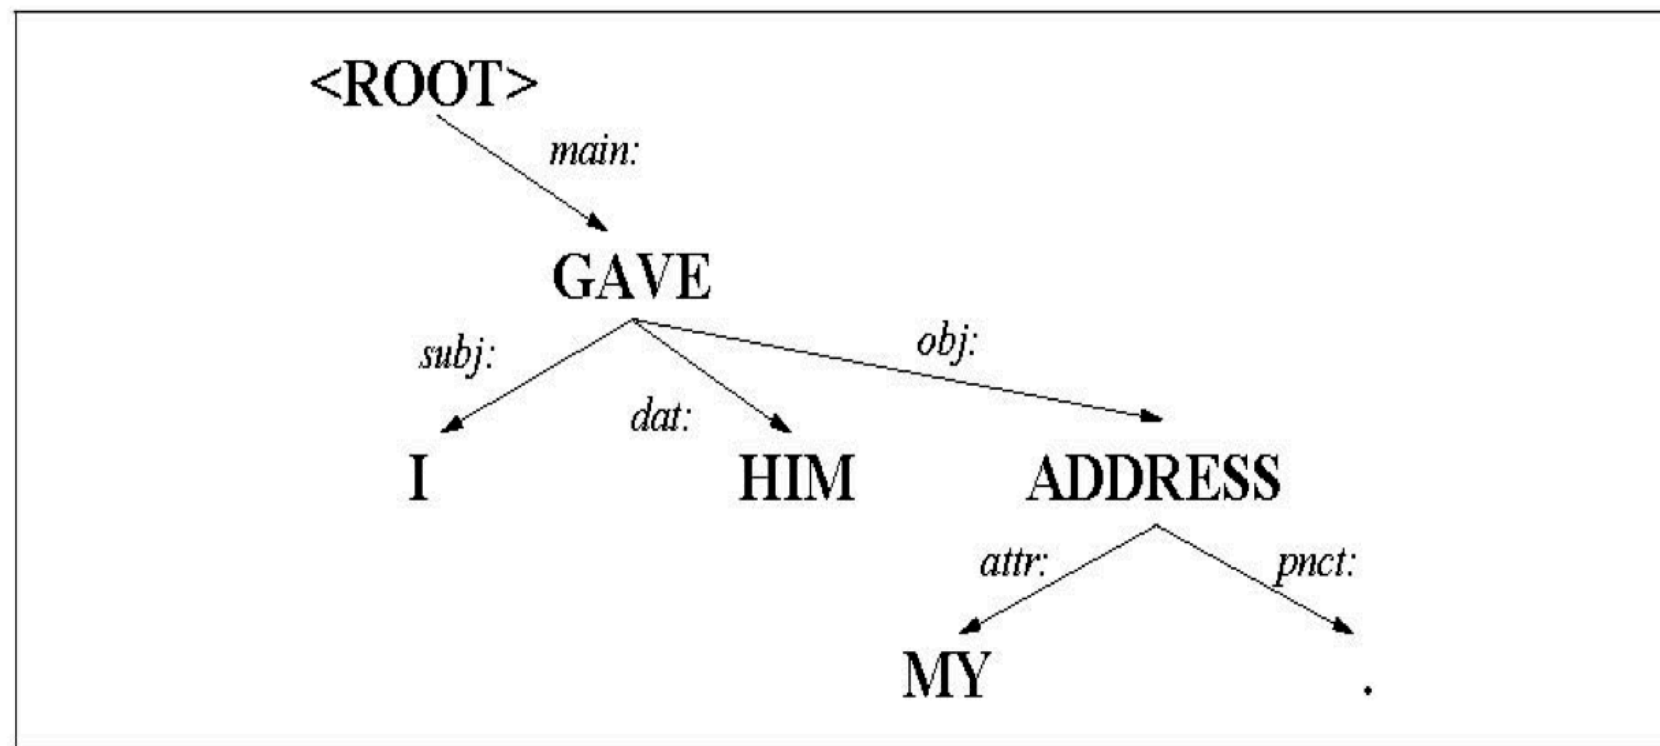 <ROOT>
main:
GAVE
subj:
obj:
dat:
I HIM ADDRESS
attr: pnct:
MY .